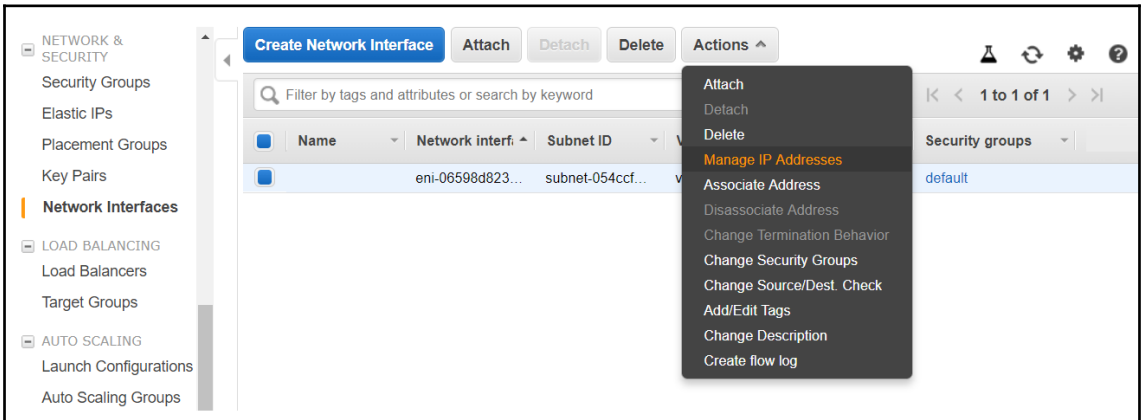 NETWORK &
SECURITY
Security Groups
Elastic IPs
Placement Groups
Key Pairs
Network Interfaces
LOAD BALANCING
Load Balancers
Target Groups
AUTO SCALING
Launch Configurations
Auto Scaling Groups
Create Network Interface Attach Detach Delete Actions
Filter by tags and attributes or search by keyword
1 to 1 of 1
Name Network interf Subnet ID V Security groups
eni-06598d823... subnet-054ccf... v default
Attach
Detach
Delete
Manage IP Addresses
Associate Address
Disassociate Address
Change Termination Behavior
Change Security Groups
Change Source/Dest. Check
Add/Edit Tags
Change Description
Create flow log